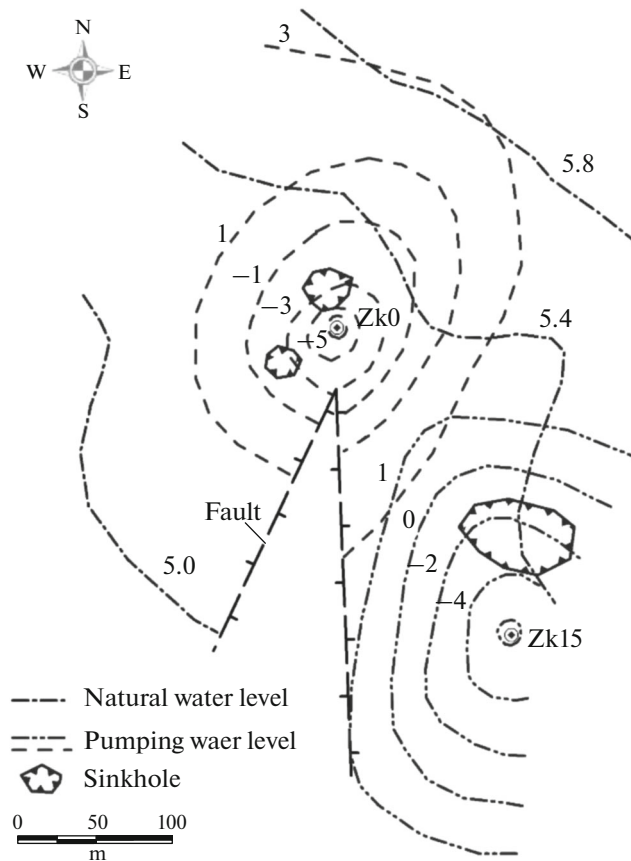 N
W E
S
3
5.8
1
−1
−3
Zk0
−5
5.4
1
Fault
0
5.0
−2
−4
Zk15
Natural water level
Pumping waer level
Sinkhole
0 50 100
m